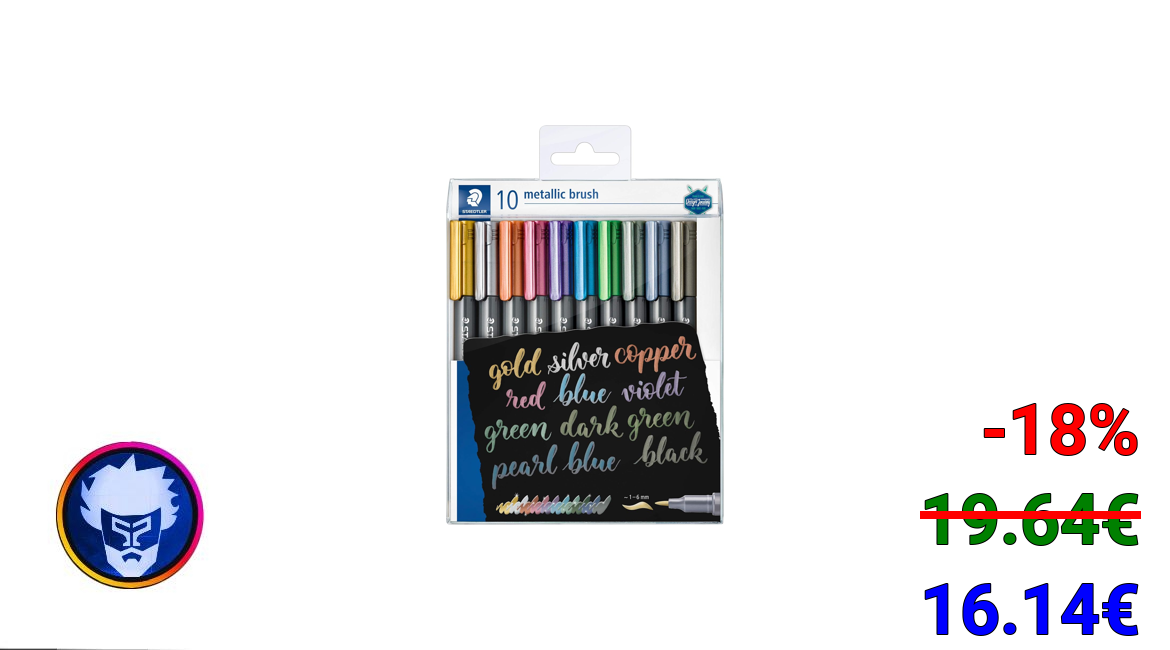 STAEDTLER
10 metallic brush
gold silver copper
red blue violet
green dark green
pearl blue black
~1-6 mm
-18%
19.64€
16.14€